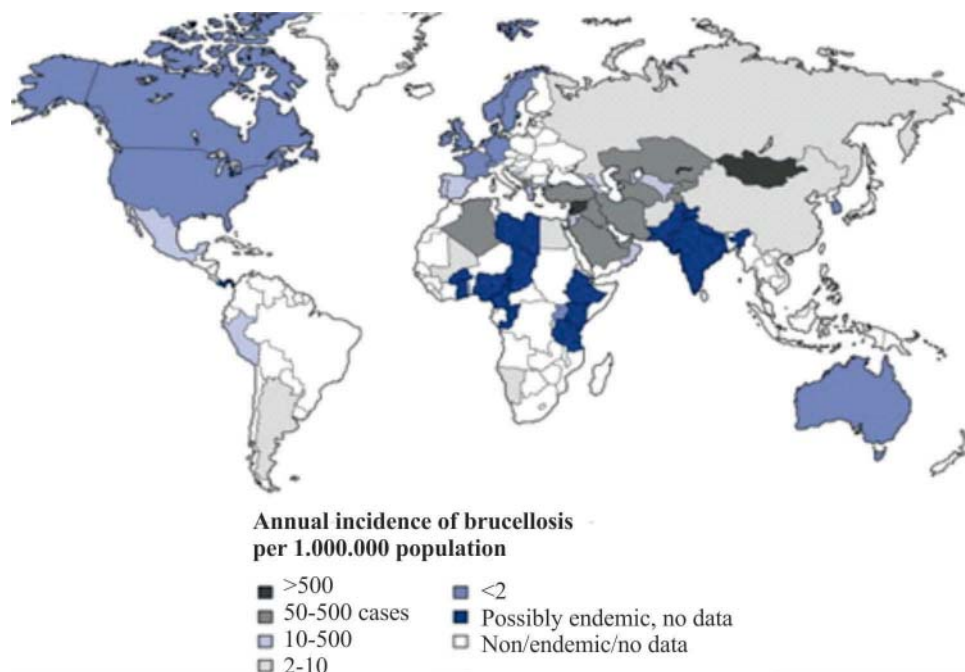 Annual incidence of brucellosis
per 1.000.000 population
>500
50-500 cases
10-500
2-10
<2
Possibly endemic, no data
Non/endemic/no data